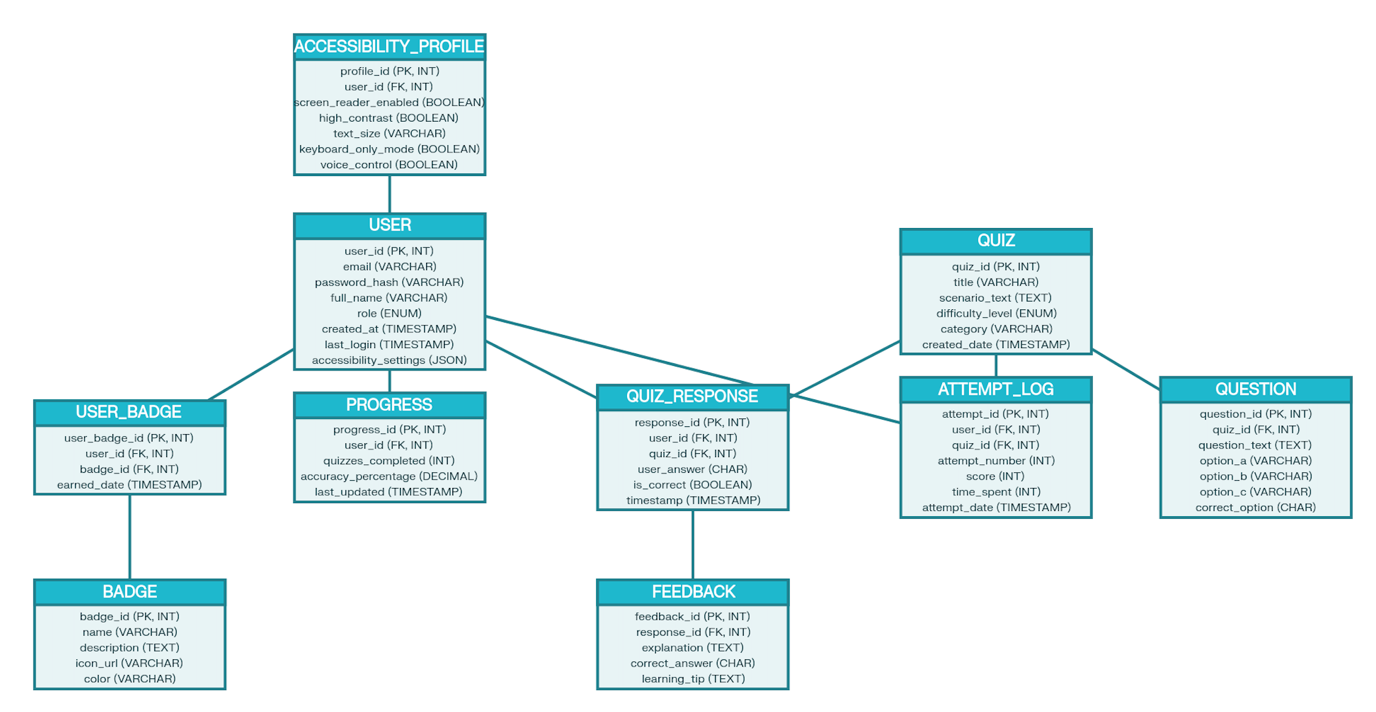 ACCESSIBILITY_PROFILE
profile_id (PK, INT)
user_id (FK, INT)
screen_reader_enabled (BOOLEAN)
high_contrast (BOOLEAN)
text_size (VARCHAR)
keyboard_only_mode (BOOLEAN)
voice_control (BOOLEAN)
USER
user_id (PK, INT)
email (VARCHAR)
password_hash (VARCHAR)
full_name (VARCHAR)
role (ENUM)
created_at (TIMESTAMP)
last_login (TIMESTAMP)
accessibility_settings (JSON)
QUIZ
quiz_id (PK, INT)
title (VARCHAR)
scenario_text (TEXT)
difficulty_level (ENUM)
category (VARCHAR)
created_date (TIMESTAMP)
USER_BADGE
user_badge_id (PK, INT)
user_id (FK, INT)
badge_id (FK, INT)
earned_date (TIMESTAMP)
PROGRESS
progress_id (PK, INT)
user_id (FK, INT)
quizzes_completed (INT)
accuracy_percentage (DECIMAL)
last_updated (TIMESTAMP)
QUIZ_RESPONSE
response_id (PK, INT)
user_id (FK, INT)
quiz_id (FK, INT)
user_answer (CHAR)
is_correct (BOOLEAN)
timestamp (TIMESTAMP)
ATTEMPT_LOG
attempt_id (PK, INT)
user_id (FK, INT)
quiz_id (FK, INT)
attempt_number (INT)
score (INT)
time_spent (INT)
attempt_date (TIMESTAMP)
QUESTION
question_id (PK, INT)
quiz_id (FK, INT)
question_text (TEXT)
option_a (VARCHAR)
option_b (VARCHAR)
option_c (VARCHAR)
correct_option (CHAR)
BADGE
badge_id (PK, INT)
name (VARCHAR)
description (TEXT)
icon_url (VARCHAR)
color (VARCHAR)
FEEDBACK
feedback_id (PK, INT)
response_id (FK, INT)
explanation (TEXT)
correct_answer (CHAR)
learning_tip (TEXT)